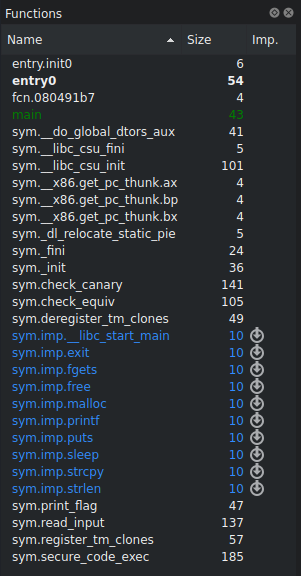 Functions
Name Size Imp.
entry.init0 6
entry0 54
fcn.080491b7 4
main 43
sym.__do_global_dtors_aux 41
sym.__libc_csu_fini 5
sym.__libc_csu_init 101
sym.__x86.get_pc_thunk.ax 4
sym.__x86.get_pc_thunk.bp 4
sym.__x86.get_pc_thunk.bx 4
sym._dl_relocate_static_pie 5
sym._fini 24
sym._init 36
sym.check_canary 141
sym.check_equiv 105
sym.deregister_tm_clones 49
sym.imp.__libc_start_main 10
sym.imp.exit 10
sym.imp.fgets 10
sym.imp.free 10
sym.imp.malloc 10
sym.imp.printf 10
sym.imp.puts 10
sym.imp.sleep 10
sym.imp.strcpy 10
sym.imp.strlen 10
sym.print_flag 47
sym.read_input 137
sym.register_tm_clones 57
sym.secure_code_exec 185